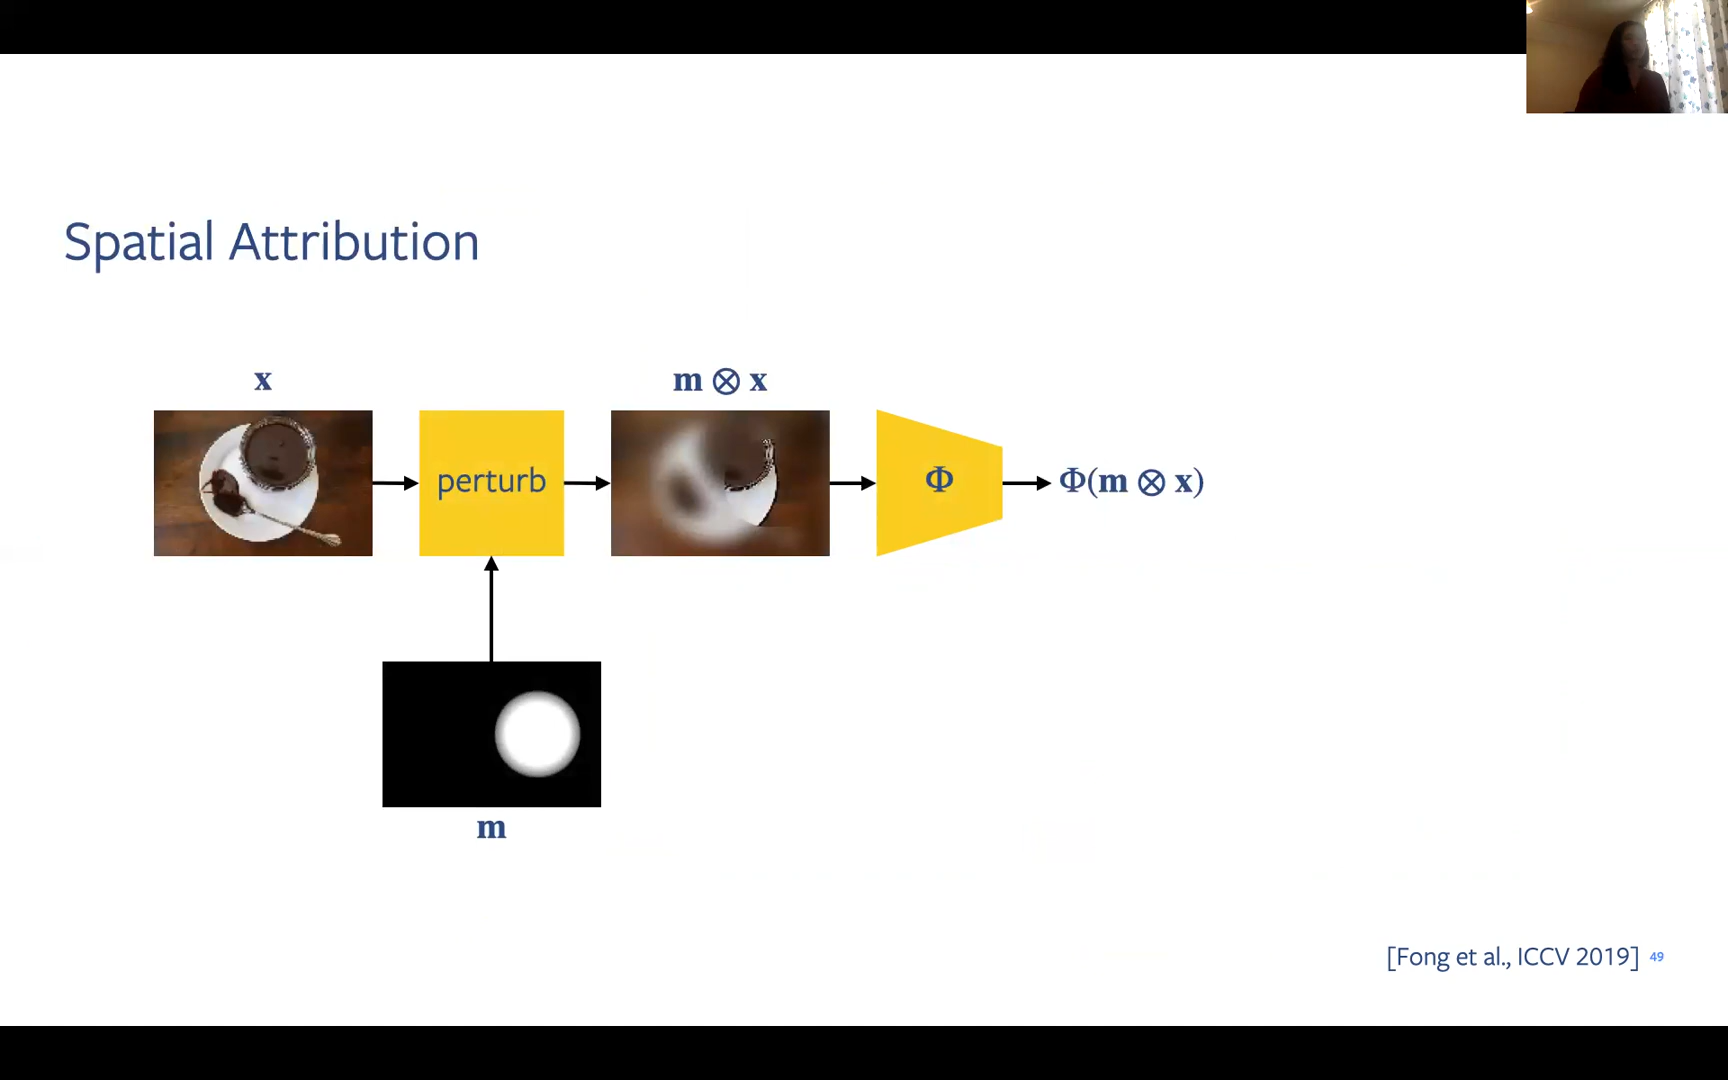 Spatial Attribution
x
m ⊗ x
perturb
Φ
Φ(m ⊗ x)
m
[Fong et al., ICCV 2019] 49